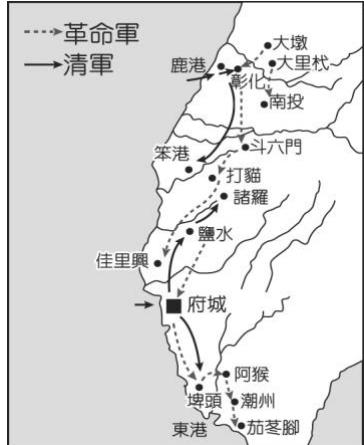 革命軍
清軍
大墩
鹿港
彰化
大里杙
南投
斗六門
笨港
打貓
諸羅
鹽水
佳里興
府城
阿猴
埤頭
潮州
東港
茄苳腳